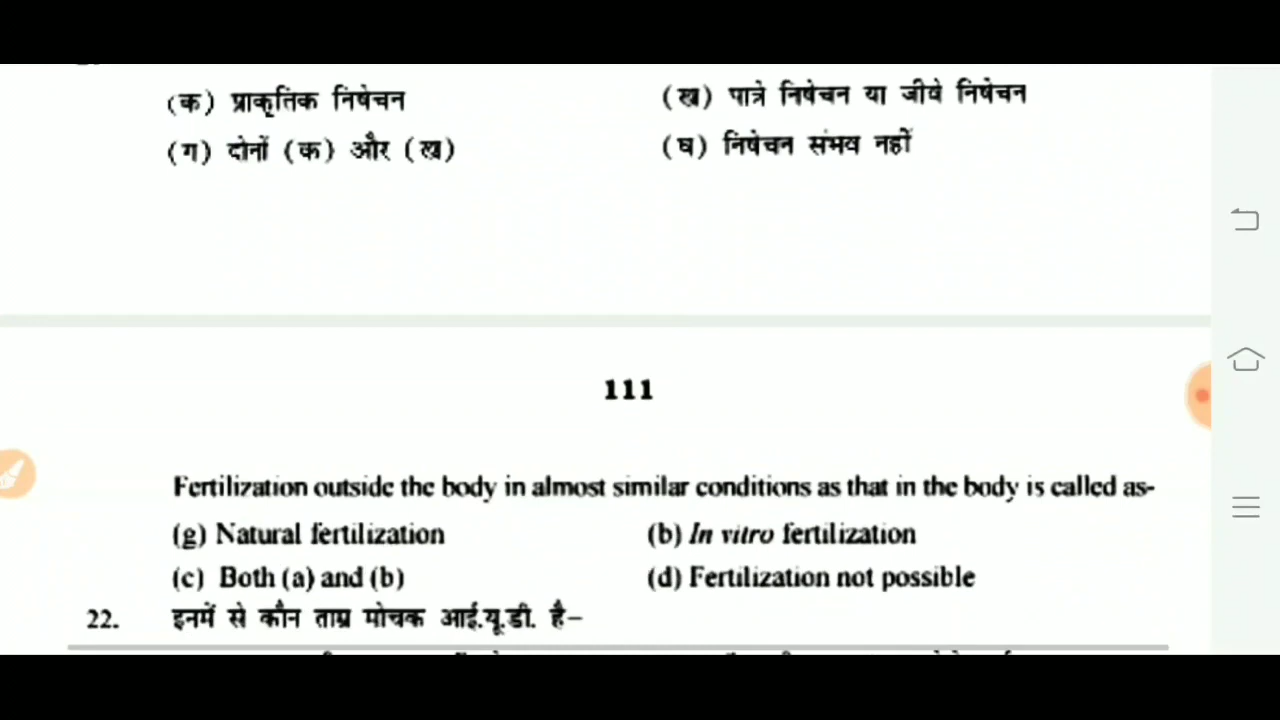 (क) प्राकृतिक निषेचन (ख) पात्रे निषेचन या जीवे निषेचन
(ग) दोनों (क) और (ख) (घ) निषेचन संभव नहीं
111
Fertilization outside the body in almost similar conditions as that in the body is called as-
(g) Natural fertilization (b) In vitro fertilization
(c) Both (a) and (b) (d) Fertilization not possible
22. इनमें से कौन ताम्र मोचक आई.यू.डी. है–